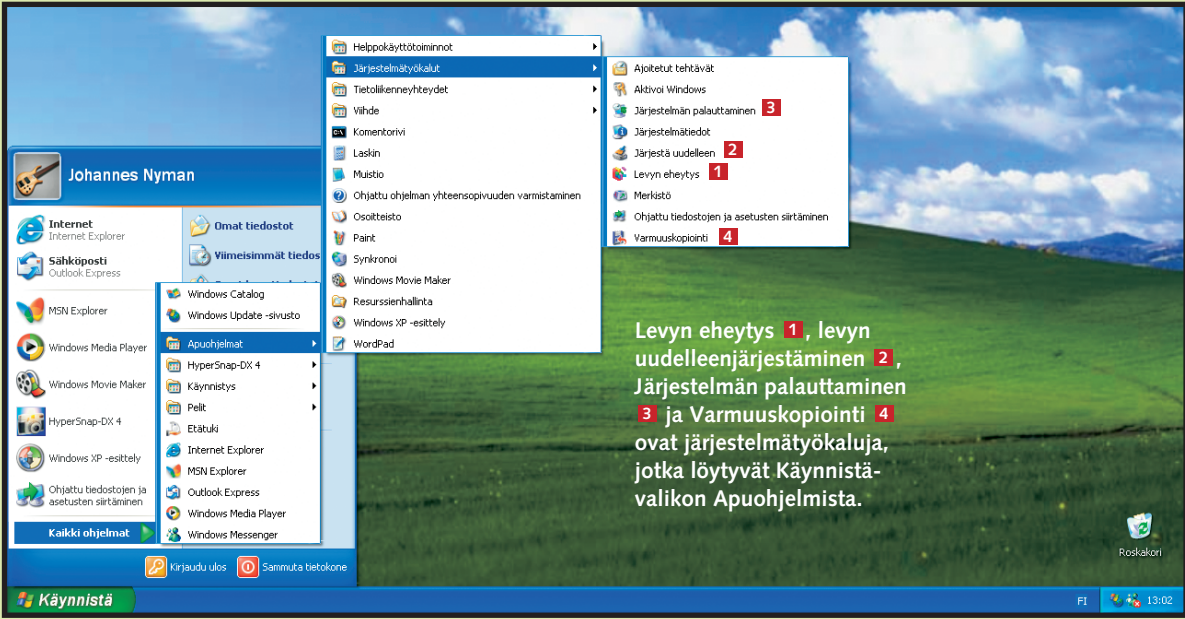 Johannes Nyman
Internet
Internet Explorer
Sähköposti
Outlook Express
MSN Explorer
Windows Media Player
Windows Movie Maker
HyperSnap-DX 4
Windows XP -esittely
Ohjattu tiedostojen ja
asetusten siirtäminen
Kaikki ohjelmat
Omat tiedostot
Viimeisimmät tiedos
Windows Catalog
Windows Update -sivusto
Apuohjelmat
HyperSnap-DX 4
Käynnistys
Pelit
Etätuki
Internet Explorer
MSN Explorer
Outlook Express
Windows Media Player
Windows Messenger
Helppokäyttötoiminnot
Järjestelmätyökalut
Tietoliikenneyhteydet
Viihde
Komentorivi
Laskin
Muistio
Ohjattu ohjelman yhteensopivuuden varmistaminen
Osoitteisto
Paint
Synkronoi
Windows Movie Maker
Resurssienhallinta
Windows XP -esittely
WordPad
Ajoitetut tehtävät
Aktivoi Windows
Järjestelmän palauttaminen 3
Järjestelmätiedot
Järjestä uudelleen 2
Levyn eheytys 1
Merkistö
Ohjattu tiedostojen ja asetusten siirtäminen
Varmuuskopiointi 4
Levyn eheytys 1, levyn
uudelleenjärjestäminen 2,
Järjestelmän palauttaminen
3 ja Varmuuskopiointi 4
ovat järjestelmätyökaluja,
jotka löytyvät Käynnistä-
valikon Apuohjelmista.
Roskakori
Kirjaudu ulos
Sammuta tietokone
Käynnistä
FI
13:02